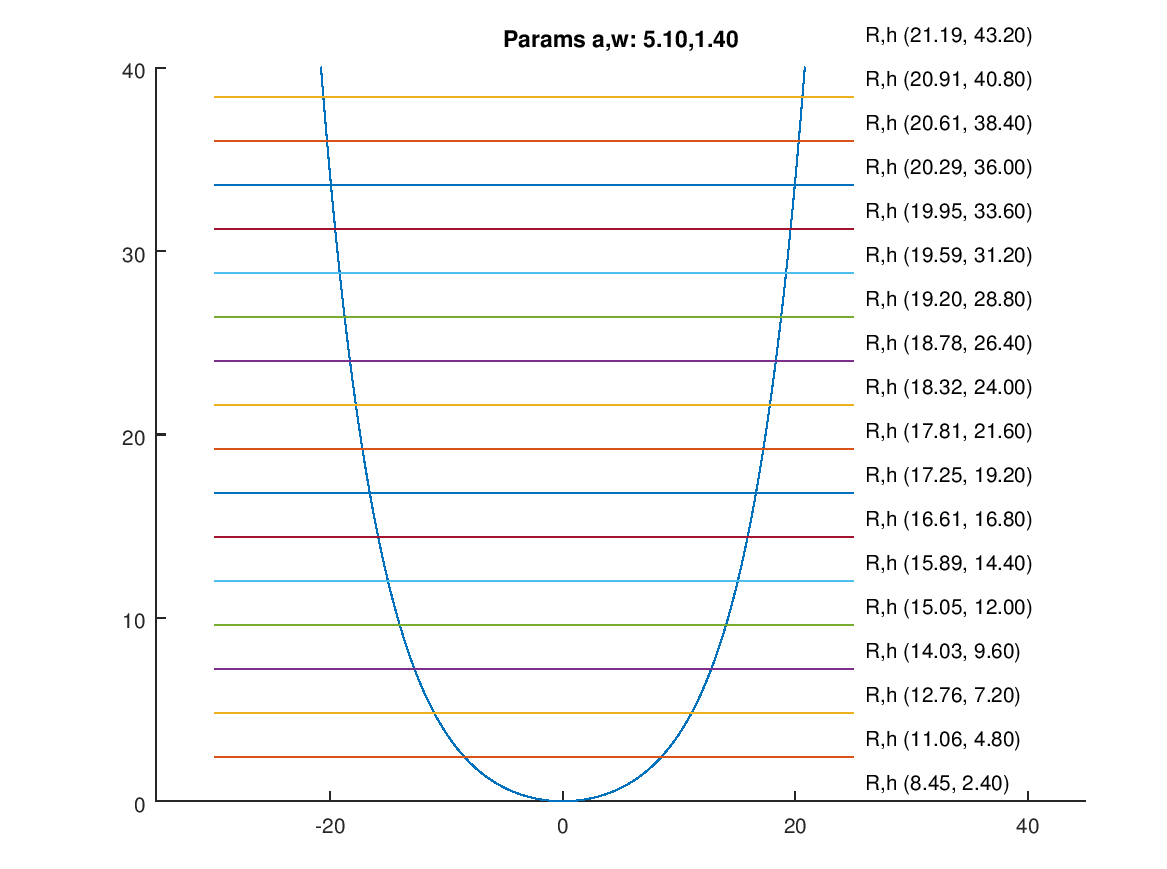 Params a,w: 5.10,1.40
R,h (21.19, 43.20)
40
R,h (20.91, 40.80)
R,h (20.61, 38.40)
R,h (20.29, 36.00)
R,h (19.95, 33.60)
30
R,h (19.59, 31.20)
R,h (19.20, 28.80)
R,h (18.78, 26.40)
R,h (18.32, 24.00)
20
R,h (17.81, 21.60)
R,h (17.25, 19.20)
R,h (16.61, 16.80)
R,h (15.89, 14.40)
10
R,h (15.05, 12.00)
R,h (14.03, 9.60)
R,h (12.76, 7.20)
R,h (11.06, 4.80)
R,h (8.45, 2.40)
0
-20 0 20 40